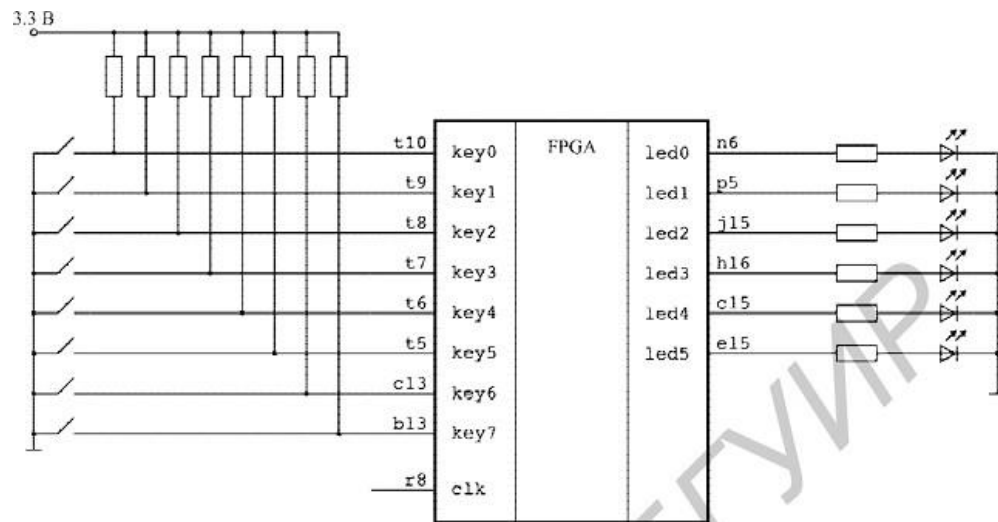 3.3 В
FPGA
t10 key0 led0 n6
t9 key1 led1 p5
t8 key2 led2 j15
t7 key3 led3 h16
t6 key4 led4 c15
t5 key5 led5 e15
c13 key6
b13 key7
r8 clk
БГУИР